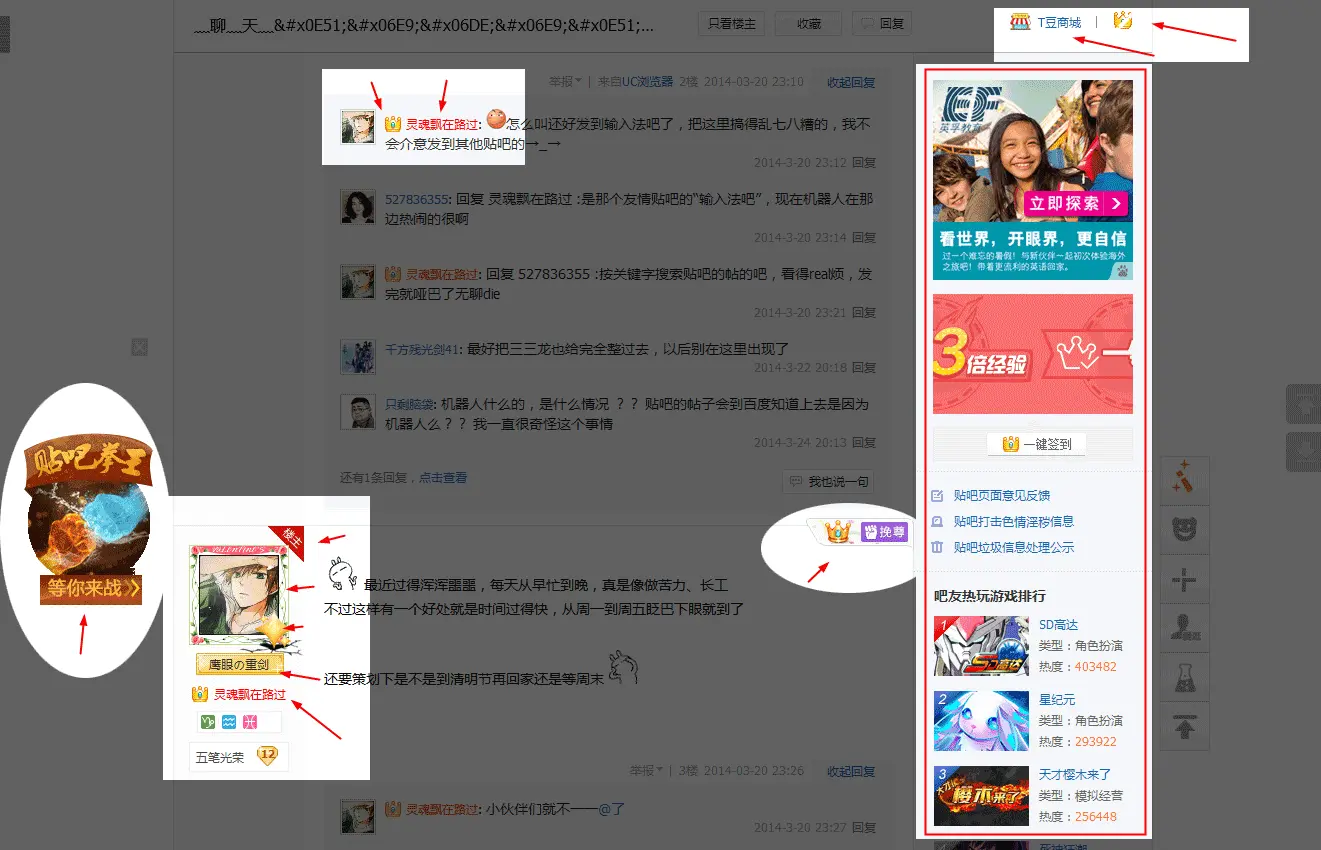 ﹏聊﹏天﹏&#x0E51;&#x06E9;&#x06DE;&#x06E9;&#x0E51;...
只看楼主 收藏 回复
T豆商城 |
举报 | 来自UC浏览器 2楼 2014-03-20 23:10 收起回复
灵魂飘在路过: 怎么叫还好发到输入法吧了，把这里搞得乱七八糟的，我不
会介意发到其他贴吧的→_→
2014-3-20 23:12 回复
527836355: 回复 灵魂飘在路过 :是那个友情贴吧的“输入法吧”，现在机器人在那
边热闹的很啊
2014-3-20 23:14 回复
灵魂飘在路过: 回复 527836355 :按关键字搜索贴吧的帖的吧，看得real烦，发
完就哑巴了无聊die
2014-3-20 23:21 回复
千方残光剑41: 最好把三三龙也给完全整过去，以后别在这里出现了
2014-3-22 20:18 回复
只剩脑袋: 机器人什么的，是什么情况 ？？ 贴吧的帖子会到百度知道上去是因为
机器人么？？ 我一直很奇怪这个事情
2014-3-24 20:13 回复
还有1条回复，点击查看
我也说一句
贴吧拳王
等你来战
楼主
VALENTINE'S
鹰眼の重剑
灵魂飘在路过
五笔光荣 12
挽尊
最近过得浑浑噩噩，每天从早忙到晚，真是像做苦力、长工
不过这样有一个好处就是时间过得快，从周一到周五眨巴下眼就到了
还要策划下是不是到清明节再回家还是等周末
举报 | 3楼 2014-03-20 23:26 收起回复
灵魂飘在路过: 小伙伴们就不一一@了
2014-3-20 23:27 回复
EF
英孚教育
立即探索
看世界，开眼界，更自信
过一个难忘的暑假！与新伙伴一起初次体验海外
之旅吧！带着更流利的英语回家。
3倍经验
一键签到
贴吧页面意见反馈
贴吧打击色情淫秽信息
贴吧垃圾信息处理公示
吧友热玩游戏排行
1
SD高达
SD高达
类型：角色扮演
热度：403482
2
星纪元
类型：角色扮演
热度：293922
3
天才樱木来了
天才樱木来了
类型：模拟经营
热度：256448